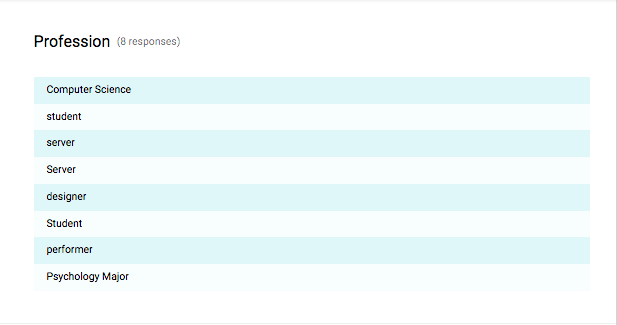 Profession (8 responses)
Computer Science
student
server
Server
designer
Student
performer
Psychology Major